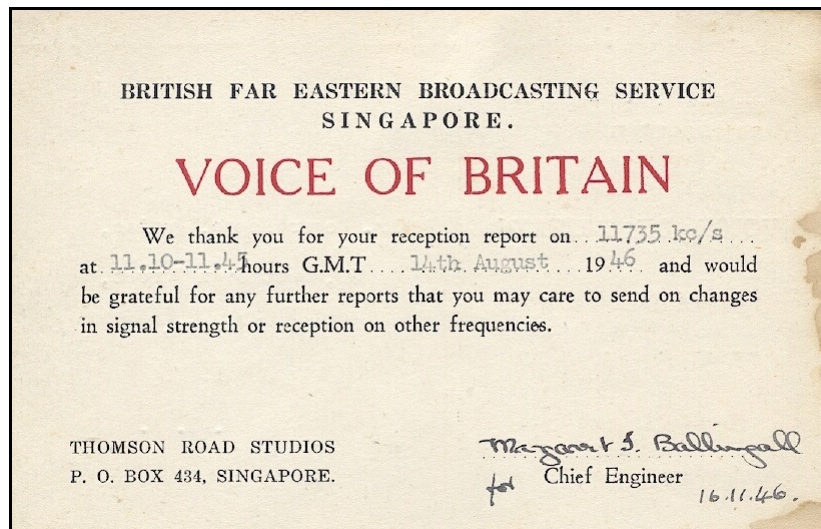 BRITISH FAR EASTERN BROADCASTING SERVICE
SINGAPORE.
VOICE OF BRITAIN
We thank you for your reception report on 11735 kc/s
at 11.10-11.45 hours G.M.T. 14th August 1946 and would
be grateful for any further reports that you may care to send on changes
in signal strength or reception on other frequencies.
THOMSON ROAD STUDIOS
P. O. BOX 434, SINGAPORE.
Margaret I. Ballingall
for Chief Engineer
16.11.46.